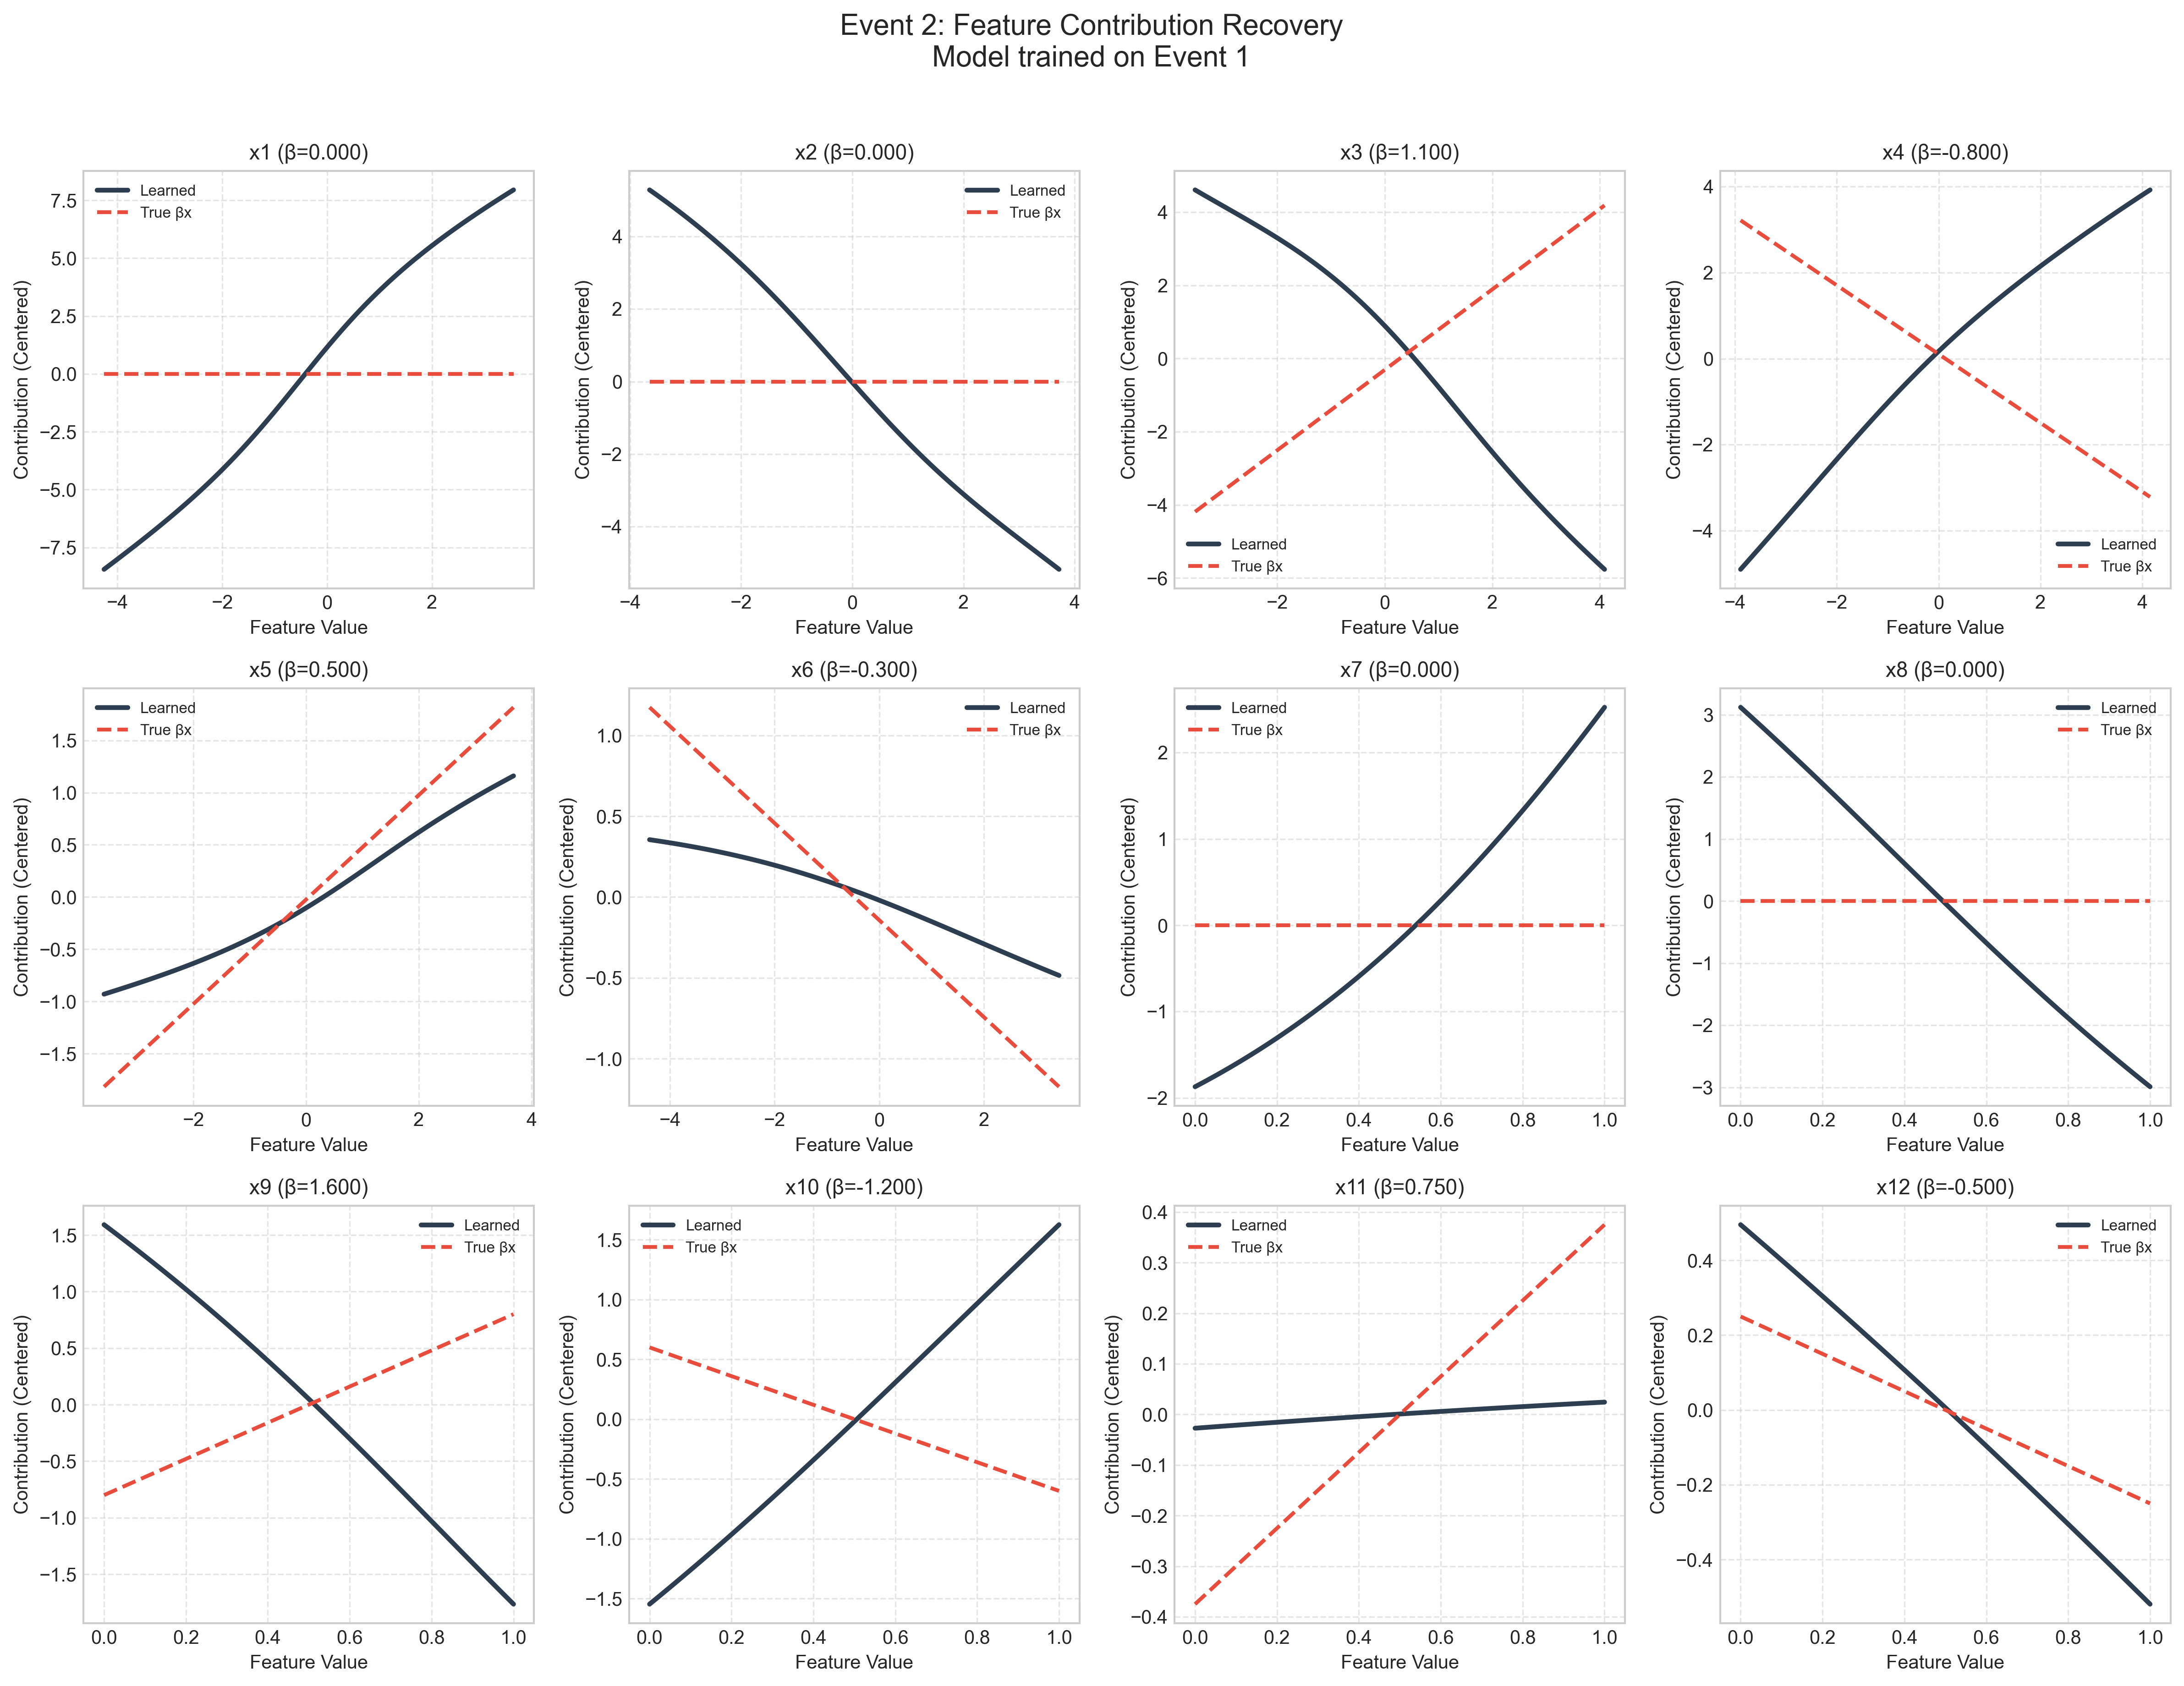 Event 2: Feature Contribution Recovery
Model trained on Event 1
x1 (β=0.000)
Learned
True βx
7.5
5.0
2.5
0.0
−2.5
−5.0
−7.5
Contribution (Centered)
−4 −2 0 2
Feature Value
x2 (β=0.000)
Learned
True βx
4
2
0
−2
−4
Contribution (Centered)
−4 −2 0 2 4
Feature Value
x3 (β=1.100)
4
2
0
−2
−4
−6
Contribution (Centered)
Learned
True βx
−2 0 2 4
Feature Value
x4 (β=-0.800)
4
2
0
−2
−4
Contribution (Centered)
Learned
True βx
−4 −2 0 2 4
Feature Value
x5 (β=0.500)
Learned
True βx
1.5
1.0
0.5
0.0
−0.5
−1.0
−1.5
Contribution (Centered)
−2 0 2 4
Feature Value
x6 (β=-0.300)
Learned
True βx
1.0
0.5
0.0
−0.5
−1.0
Contribution (Centered)
−4 −2 0 2
Feature Value
x7 (β=0.000)
Learned
True βx
2
1
0
−1
−2
Contribution (Centered)
0.0 0.2 0.4 0.6 0.8 1.0
Feature Value
x8 (β=0.000)
Learned
True βx
3
2
1
0
−1
−2
−3
Contribution (Centered)
0.0 0.2 0.4 0.6 0.8 1.0
Feature Value
x9 (β=1.600)
Learned
True βx
1.5
1.0
0.5
0.0
−0.5
−1.0
−1.5
Contribution (Centered)
0.0 0.2 0.4 0.6 0.8 1.0
Feature Value
x10 (β=-1.200)
Learned
True βx
1.5
1.0
0.5
0.0
−0.5
−1.0
−1.5
Contribution (Centered)
0.0 0.2 0.4 0.6 0.8 1.0
Feature Value
x11 (β=0.750)
Learned
True βx
0.4
0.3
0.2
0.1
0.0
−0.1
−0.2
−0.3
−0.4
Contribution (Centered)
0.0 0.2 0.4 0.6 0.8 1.0
Feature Value
x12 (β=-0.500)
Learned
True βx
0.4
0.2
0.0
−0.2
−0.4
Contribution (Centered)
0.0 0.2 0.4 0.6 0.8 1.0
Feature Value